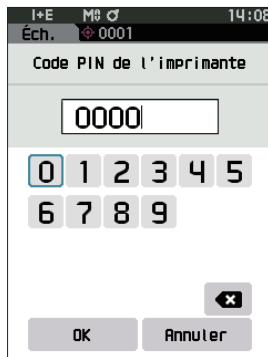 I+E M8 14:08
Éch. 0001
Code PIN de l'imprimante
0000
0 1 2 3 4 5
6 7 8 9
OK Annuler